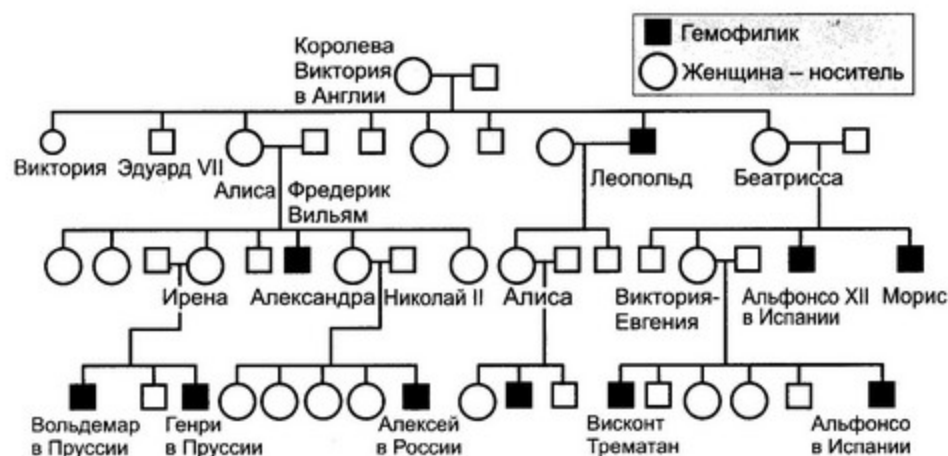 Гемофилик
Женщина – носитель
Королева
Виктория
в Англии
Виктория
Эдуард VII
Алиса
Фредерик
Вильям
Леопольд
Беатрисса
Ирена
Александра
Николай II
Алиса
Виктория-
Евгения
Альфонсо XII
в Испании
Морис
Вольдемар
в Пруссии
Генри
в Пруссии
Алексей
в России
Висконт
Трематан
Альфонсо
в Испании